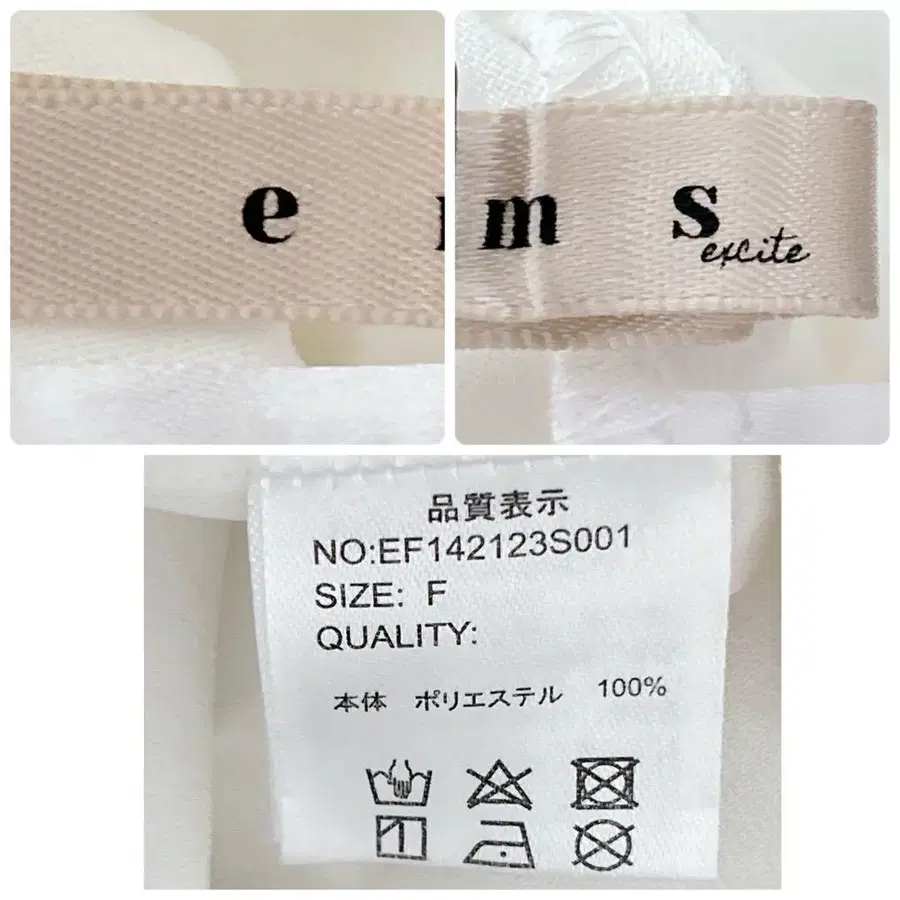 e
m s
excite
品質表示
NO:EF142123S001
SIZE: F
QUALITY:
本体 ポリエステル 100%